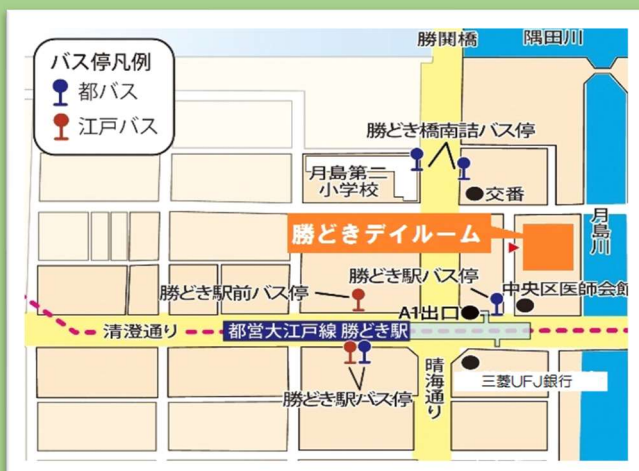 勝関橋
隅田川
バス停凡例
都バス
江戸バス
勝どき橋南詰バス停
月島第二
小学校
交番
月島川
勝どきデイルーム
勝どき駅バス停
中央区医師会館
勝どき駅前バス停
A1出口
清澄通り
都営大江戸線 勝どき駅
晴海通り
三菱UFJ銀行
勝どき駅バス停